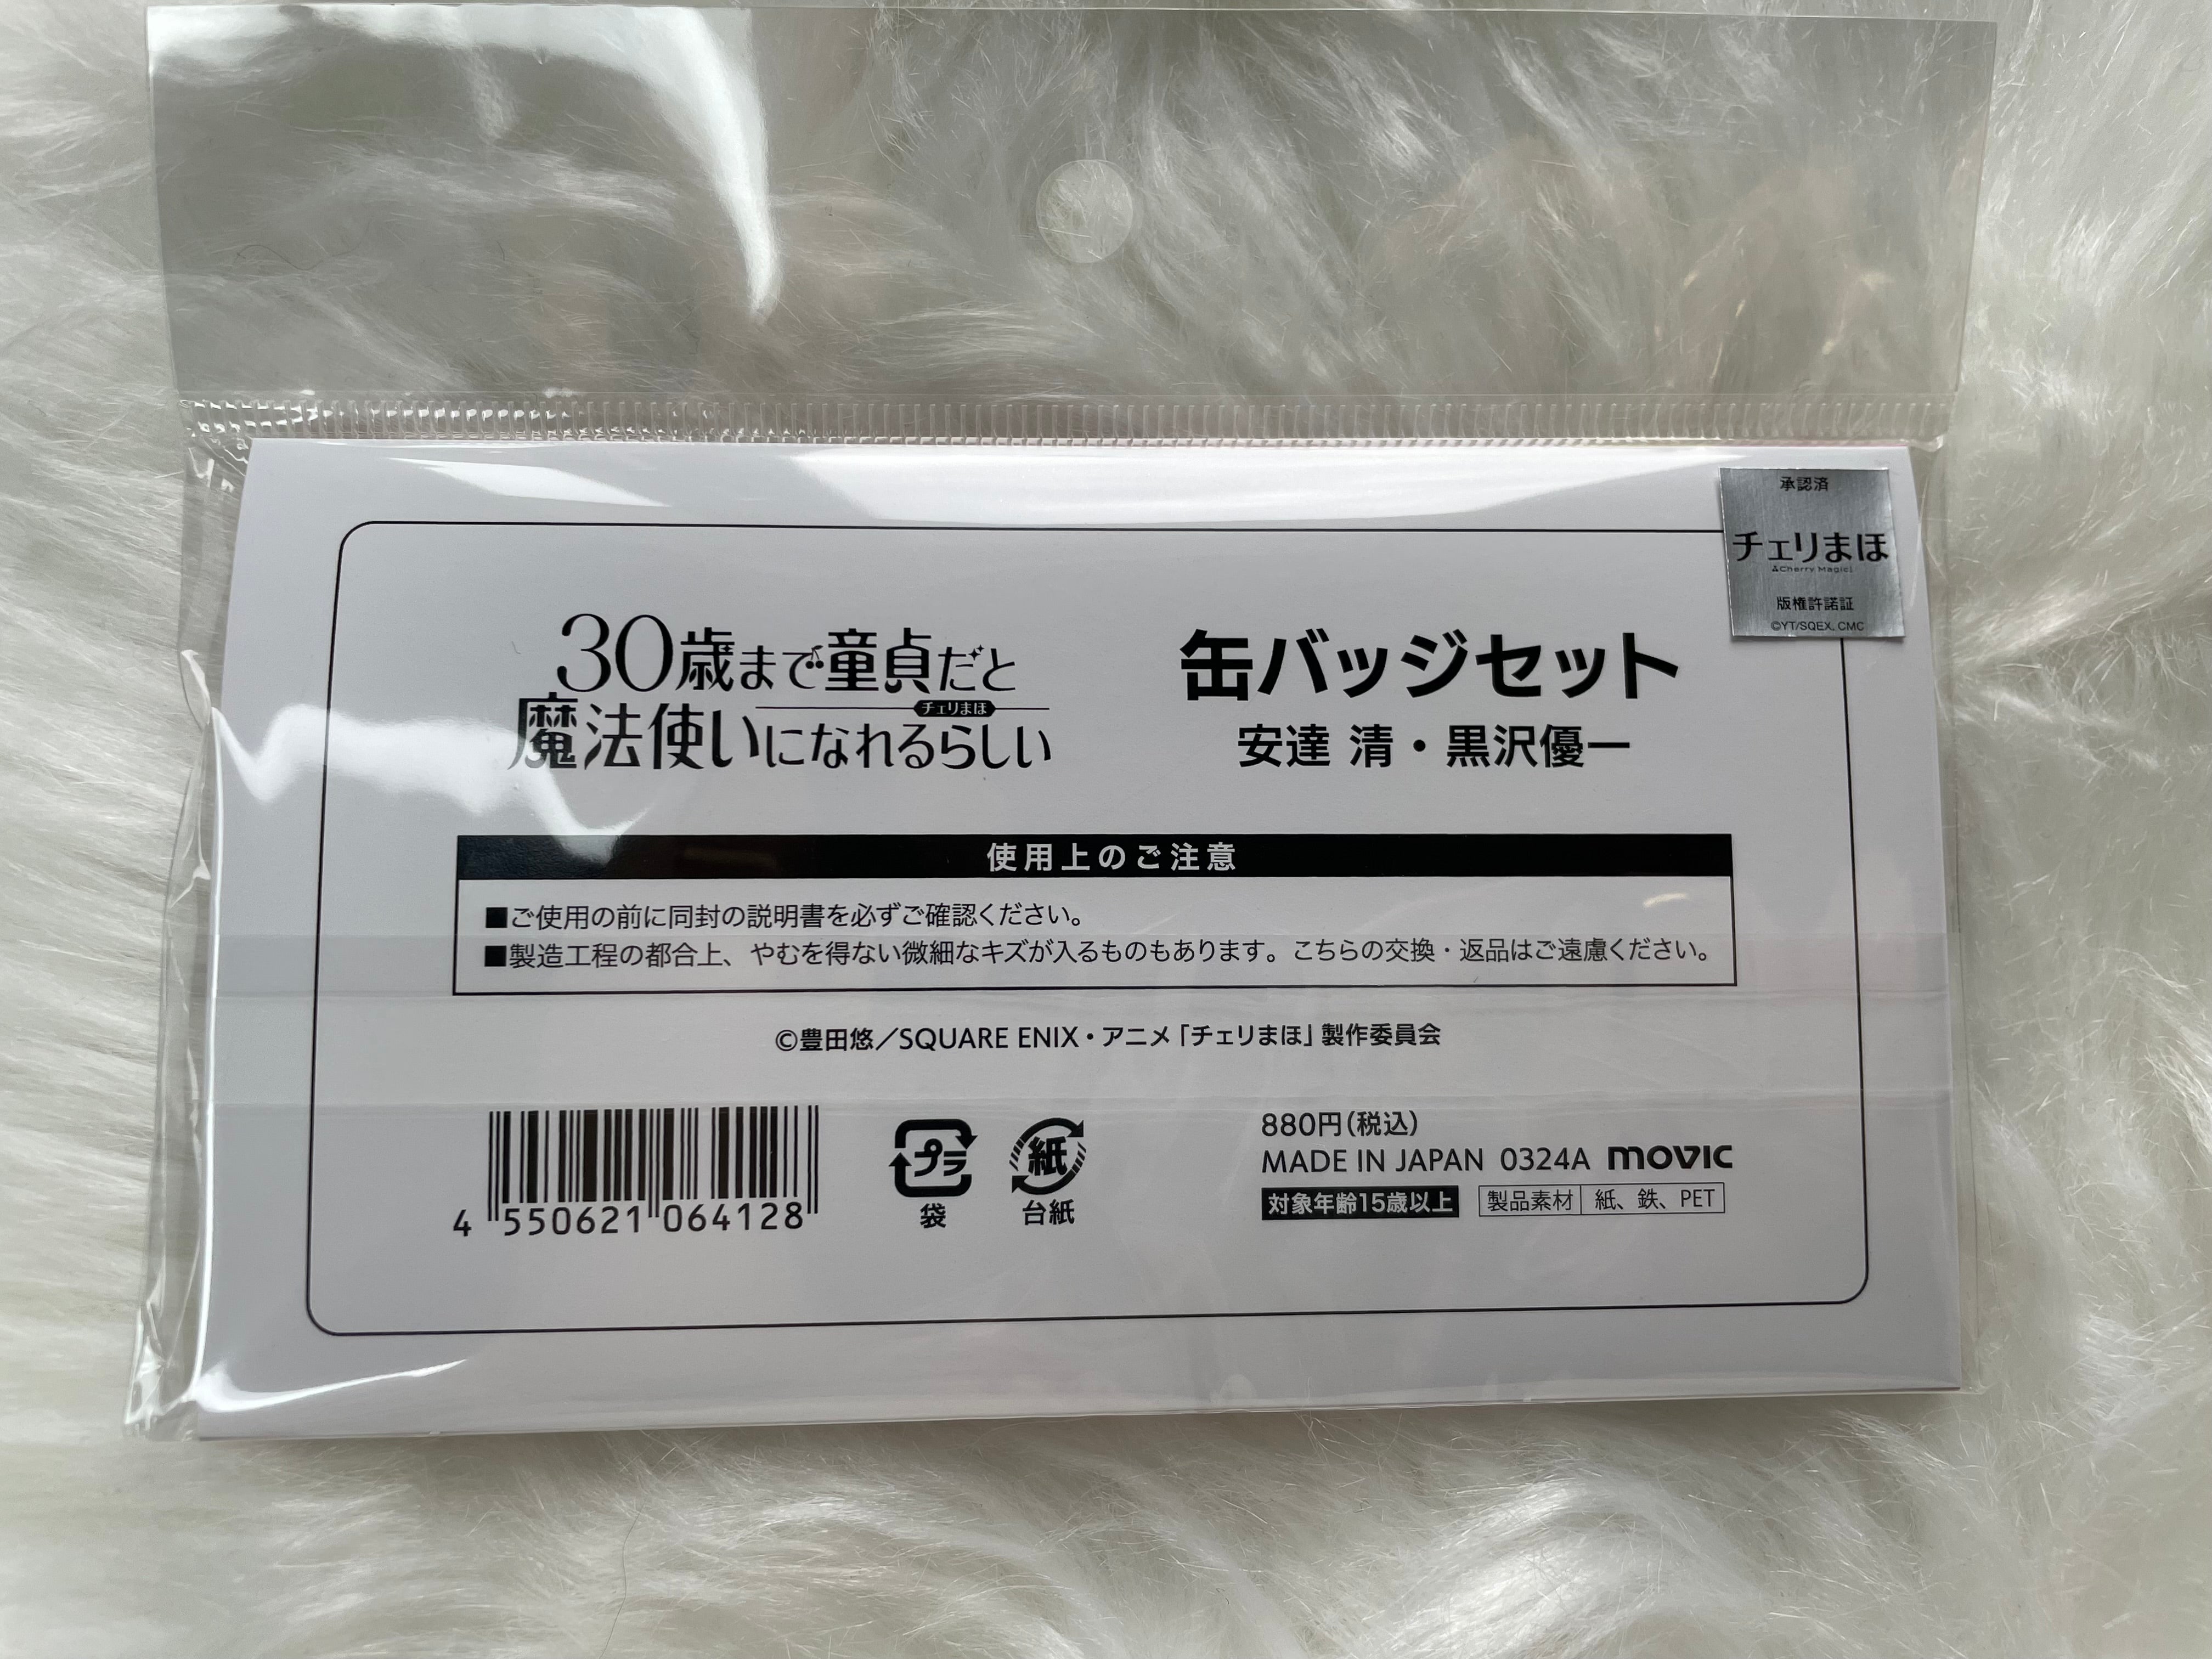 承認済
チェリまほ
Cherry Magic!
版権許諾証
©YT/SQEX, CMC
30歳まで童貞だと
チェリまほ
魔法使いになれるらしい
缶バッジセット
安達 清・黒沢優一
使用上のご注意
■ご使用の前に同封の説明書を必ずご確認ください。
■製造工程の都合上、やむを得ない微細なキズが入るものもあります。こちらの交換・返品はご遠慮ください。
©豊田悠／SQUARE ENIX・アニメ「チェリまほ」製作委員会
4 550621 064128
プラ
袋
紙
台紙
880円(税込)
MADE IN JAPAN 0324A movic
対象年齢15歳以上 製品素材 紙、鉄、PET